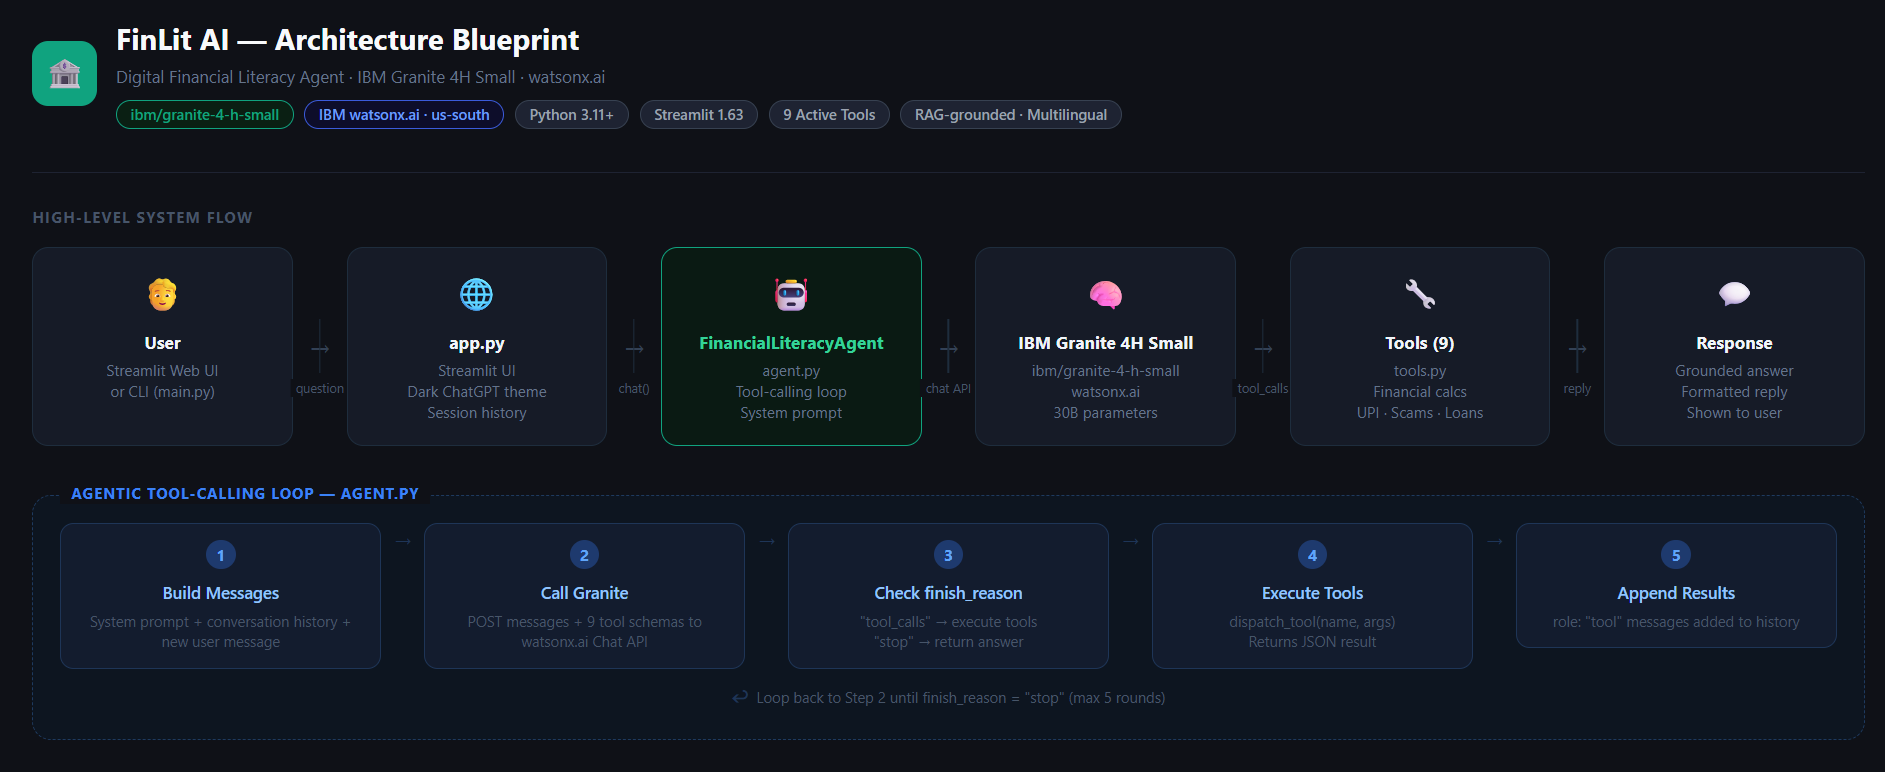 FinLit AI — Architecture Blueprint
Digital Financial Literacy Agent · IBM Granite 4H Small · watsonx.ai
ibm/granite-4-h-small
IBM watsonx.ai · us-south
Python 3.11+
Streamlit 1.63
9 Active Tools
RAG-grounded · Multilingual
HIGH-LEVEL SYSTEM FLOW
User
Streamlit Web UI
or CLI (main.py)
→
question
app.py
Streamlit UI
Dark ChatGPT theme
Session history
→
chat()
FinancialLiteracyAgent
agent.py
Tool-calling loop
System prompt
→
chat API
IBM Granite 4H Small
ibm/granite-4-h-small
watsonx.ai
30B parameters
→
tool_calls
Tools (9)
tools.py
Financial calcs
UPI · Scams · Loans
→
reply
Response
Grounded answer
Formatted reply
Shown to user
AGENTIC TOOL-CALLING LOOP — AGENT.PY
1
Build Messages
System prompt + conversation history +
new user message
→
2
Call Granite
POST messages + 9 tool schemas to
watsonx.ai Chat API
→
3
Check finish_reason
"tool_calls" → execute tools
"stop" → return answer
→
4
Execute Tools
dispatch_tool(name, args)
Returns JSON result
→
5
Append Results
role: "tool" messages added to history
↩ Loop back to Step 2 until finish_reason = "stop" (max 5 rounds)